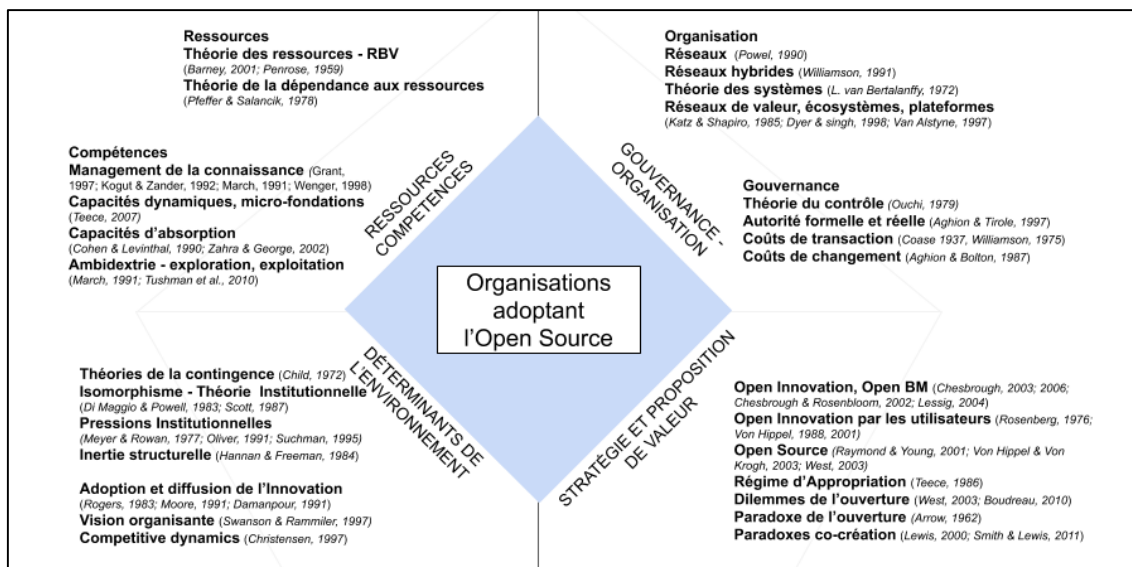 Ressources
Théorie des ressources - RBV
(Barney, 2001; Penrose, 1959)
Théorie de la dépendance aux ressources
(Pfeffer & Salancik, 1978)
Compétences
Management de la connaissance (Grant,
1997; Kogut & Zander, 1992; March, 1991; Wenger, 1998)
Capacités dynamiques, micro-fondations
(Teece, 2007)
Capacités d'absorption
(Cohen & Levinthal, 1990; Zahra & George, 2002)
Ambidextrie - exploration, exploitation
(March, 1991; Tushman et al., 2010)
RESSOURCES
COMPETENCES
Organisation
Réseaux (Powel, 1990)
Réseaux hybrides (Williamson, 1991)
Théorie des systèmes (L. van Bertalanffy, 1972)
Réseaux de valeur, écosystèmes, plateformes
(Katz & Shapiro, 1985; Dyer & singh, 1998; Van Alstyne, 1997)
GOUVERNANCE -
ORGANISATION
Gouvernance
Théorie du contrôle (Ouchi, 1979)
Autorité formelle et réelle (Aghion & Tirole, 1997)
Coûts de transaction (Coase 1937, Williamson, 1975)
Coûts de changement (Aghion & Bolton, 1987)
Organisations
adoptant
l'Open Source
Théories de la contingence (Child, 1972)
Isomorphisme - Théorie Institutionnelle
(Di Maggio & Powell, 1983; Scott, 1987)
Pressions Institutionnelles
(Meyer & Rowan, 1977; Oliver, 1991; Suchman, 1995)
Inertie structurelle (Hannan & Freeman, 1984)
Adoption et diffusion de l'Innovation
(Rogers, 1983; Moore, 1991; Damanpour, 1991)
Vision organisante (Swanson & Rammiler, 1997)
Competitive dynamics (Christensen, 1997)
DÉTERMINANTS DE
L'ENVIRONNEMENT
STRATÉGIE ET PROPOSITION
DE VALEUR
Open Innovation, Open BM (Chesbrough, 2003; 2006;
Chesbrough & Rosenbloom, 2002; Lessig, 2004)
Open Innovation par les utilisateurs (Rosenberg, 1976;
Von Hippel, 1988, 2001)
Open Source (Raymond & Young, 2001; Von Hippel & Von
Krogh, 2003; West, 2003)
Régime d'Appropriation (Teece, 1986)
Dilemmes de l'ouverture (West, 2003; Boudreau, 2010)
Paradoxe de l'ouverture (Arrow, 1962)
Paradoxes co-création (Lewis, 2000; Smith & Lewis, 2011)